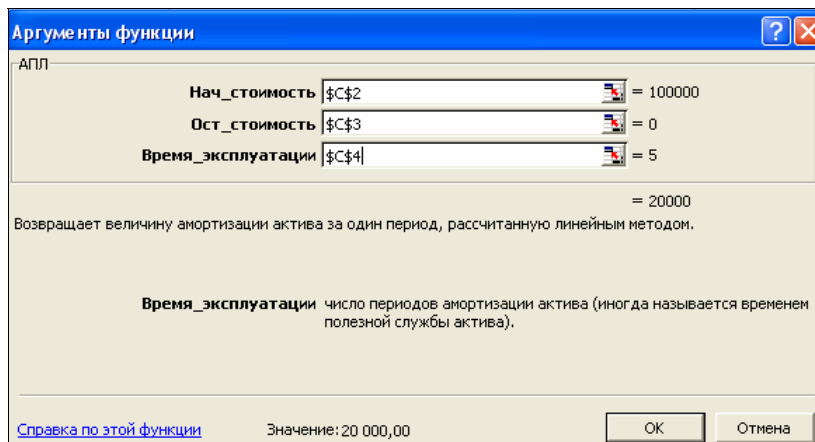 Аргументы функции
АПЛ
Нач_стоимость $C$2 = 100000
Ост_стоимость $C$3 = 0
Время_эксплуатации $C$4 = 5
= 20000
Возвращает величину амортизации актива за один период, рассчитанную линейным методом.
Время_эксплуатации число периодов амортизации актива (иногда называется временем
полезной службы актива).
Справка по этой функции Значение: 20 000,00 ОК Отмена